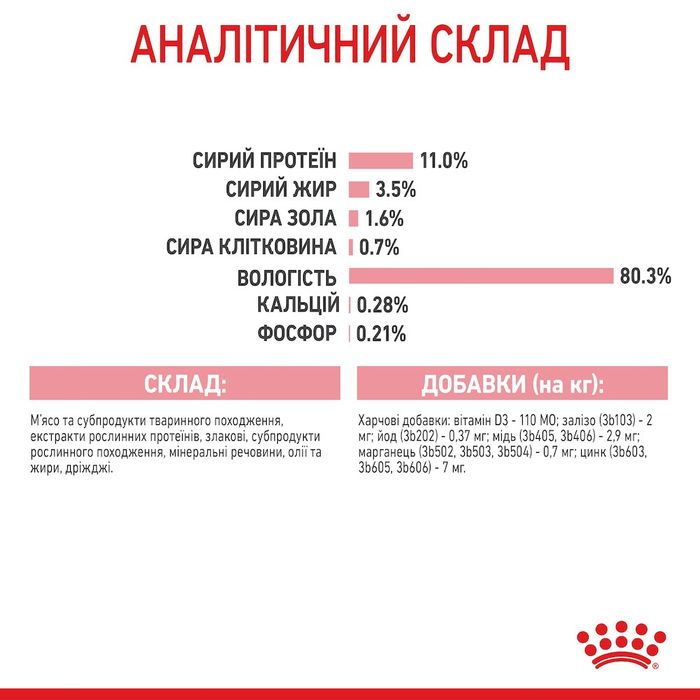 АНАЛІТИЧНИЙ СКЛАД
СИРИЙ ПРОТЕЇН 11.0%
СИРИЙ ЖИР 3.5%
СИРА ЗОЛА 1.6%
СИРА КЛІТКОВИНА 0.7%
ВОЛОГІСТЬ 80.3%
КАЛЬЦІЙ 0.28%
ФОСФОР 0.21%
СКЛАД:
М'ясо та субпродукти тваринного походження,
екстракти рослинних протеїнів, злакові, субпродукти
рослинного походження, мінеральні речовини, олії та
жири, дріжджі.
ДОБАВКИ (на кг):
Харчові добавки: вітамін D3 - 110 МО; залізо (3b103) - 2
мг; йод (3b202) - 0,37 мг; мідь (3b405, 3b406) - 2,9 мг;
марганець (3b502, 3b503, 3b504) - 0,7 мг; цинк (3b603,
3b605, 3b606) - 7 мг.
®